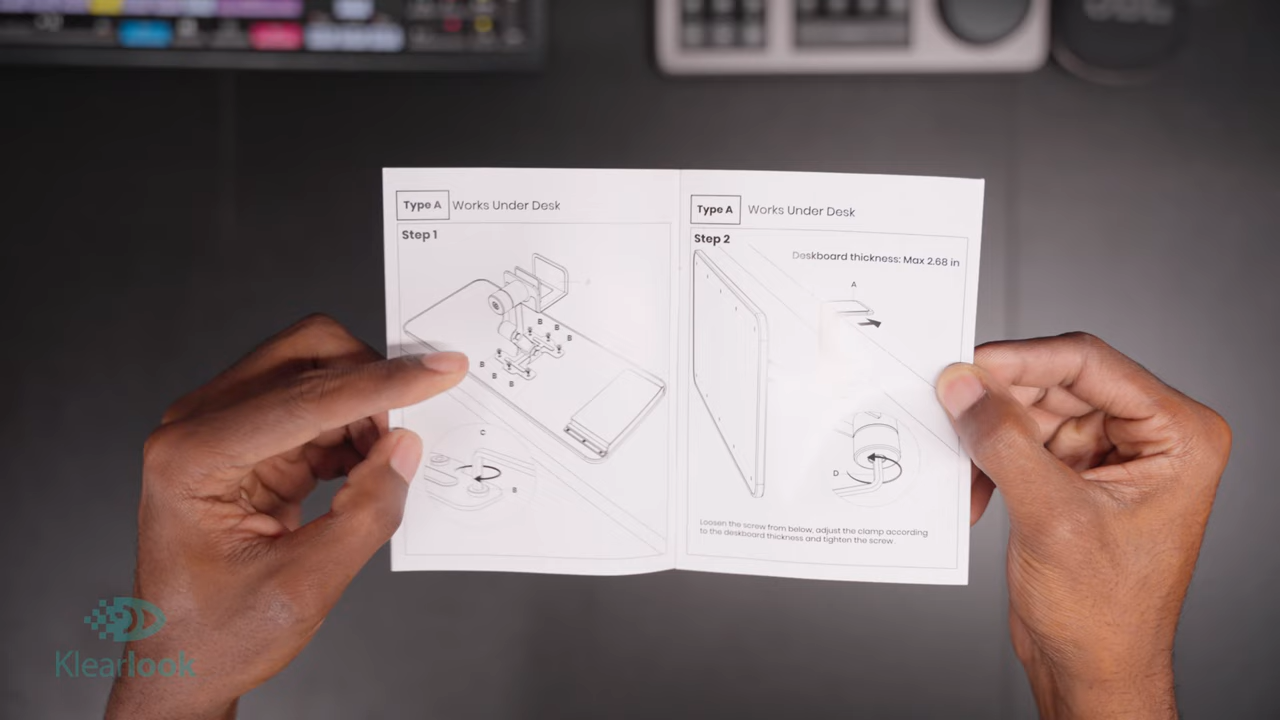 Type A Works Under Desk
Step 1
B
B
B
B
B
B
B
C
B
Type A Works Under Desk
Step 2
Deskboard thickness: Max 2.68 in
A
D
Loosen the screw from below, adjust the clamp according
to the deskboard thickness and tighten the screw.
Klearlook